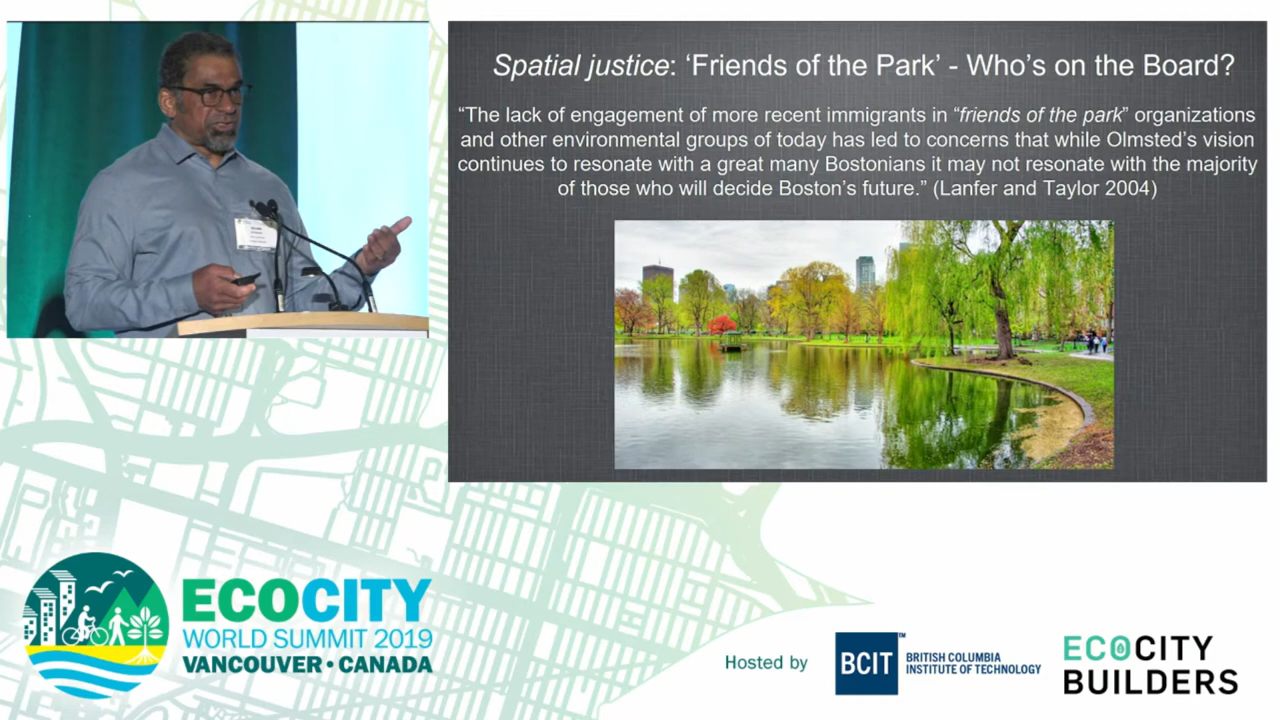 Spatial justice: ‘Friends of the Park’ - Who’s on the Board?
“The lack of engagement of more recent immigrants in “friends of the park” organizations
and other environmental groups of today has led to concerns that while Olmsted’s vision
continues to resonate with a great many Bostonians it may not resonate with the majority
of those who will decide Boston’s future.” (Lanfer and Taylor 2004)
ECOCITY
WORLD SUMMIT 2019
VANCOUVER • CANADA
Hosted by
BCIT™
BRITISH COLUMBIA
INSTITUTE OF TECHNOLOGY
ECOCITY
BUILDERS